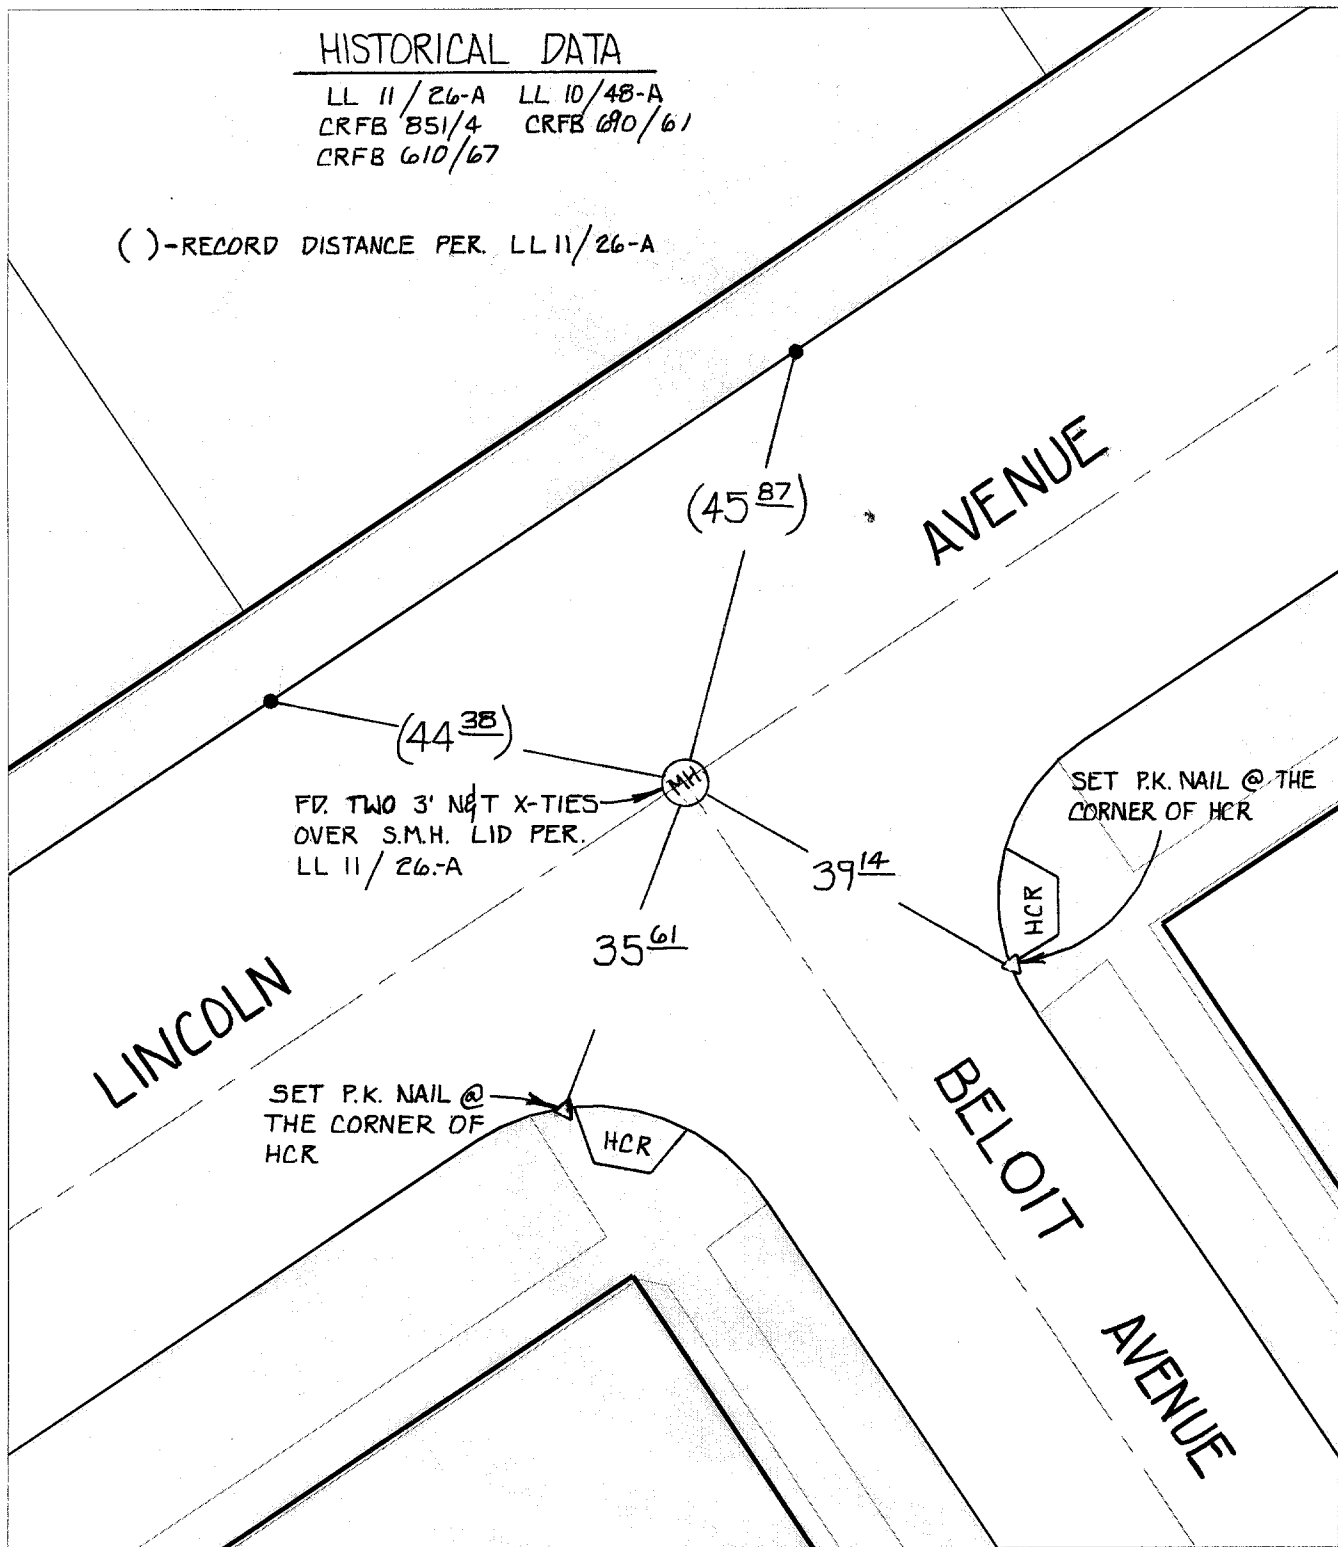 HISTORICAL DATA
LL 11/26-A LL 10/48-A
CRFB 851/4 CRFB 690/61
CRFB 610/67
( )-RECORD DISTANCE PER. LL 11/26-A
(45 87)
AVENUE
(44 38)
MH
FD. TWO 3' N&T X-TIES
OVER S.M.H. LID PER.
LL 11/26-A
SET P.K. NAIL @ THE
CORNER OF HCR
39 14
HCR
35 61
LINCOLN
SET P.K. NAIL @
THE CORNER OF
HCR
HCR
BELOIT
AVENUE